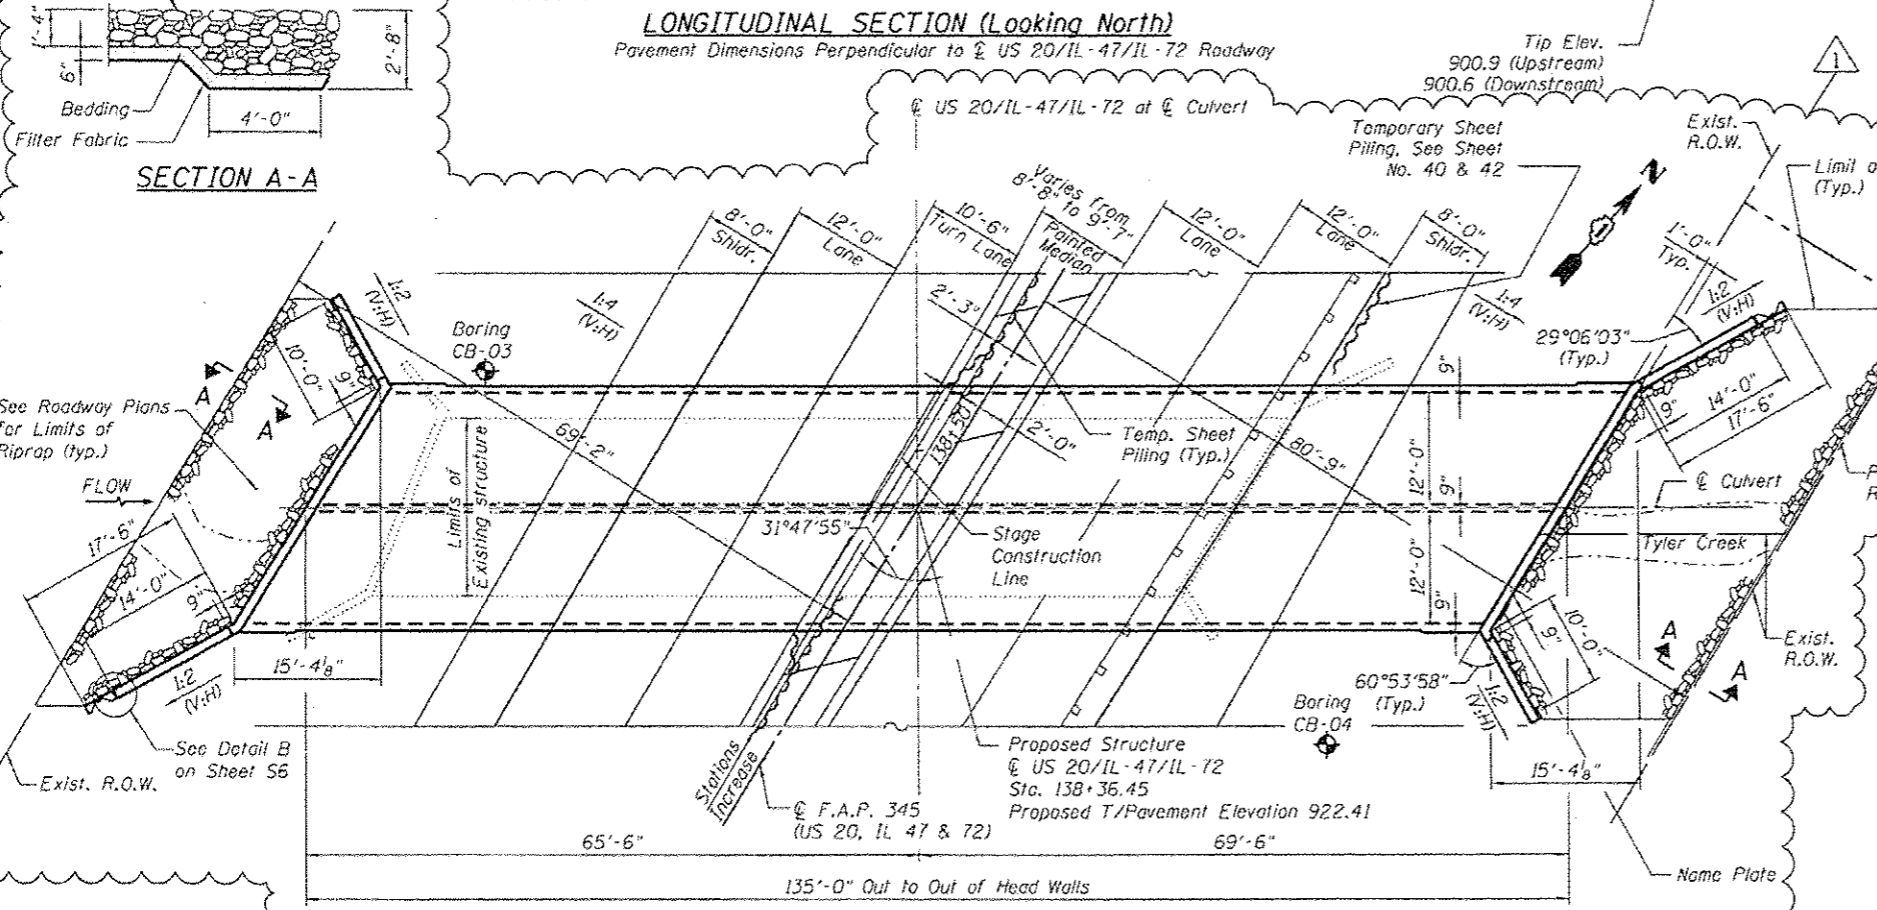 LONGITUDINAL SECTION (Looking North)
Pavement Dimensions Perpendicular to ℄ US 20/IL-47/IL-72 Roadway
1'-4"
6"
2'-8"
Bedding
4'-0"
Filter Fabric
SECTION A-A
Tip Elev.
900.9 (Upstream)
900.6 (Downstream)
1
℄ US 20/IL-47/IL-72 at ℄ Culvert
Temporary Sheet
Piling, See Sheet
No. 40 & 42
Exist.
R.O.W.
Limit o
(Typ.)
N
8'-0"
Shldr.
12'-0"
Lane
10'-6"
Turn Lane
Varies from
8'-8" to 9'-7"
Painted
Median
12'-0"
Lane
12'-0"
Lane
8'-0"
Shldr.
1'-0"
Typ.
1:2
(V:H)
1:4
(V:H)
2'-3"
1:4
(V:H)
1:2
(V:H)
29°06'03"
(Typ.)
Boring
CB-03
10'-0"
9"
A
A
See Roadway Plans
for Limits of
Riprap (typ.)
FLOW
Limits of
Existing structure
69'-2"
138+50
2'-0"
Temp. Sheet
Piling (Typ.)
80'-9"
9"
12'-0"
9"
12'-0"
9"
9"
14'-0"
17'-6"
℄ Culvert
P
R
31°47'55"
Stage
Construction
Line
Tyler Creek
17'-6"
14'-0"
9"
15'-4⅛"
1:2
(V:H)
See Detail B
on Sheet S6
Exist. R.O.W.
Stations
Increase
℄ F.A.P. 345
(US 20, IL 47 & 72)
Proposed Structure
℄ US 20/IL-47/IL-72
Sta. 138+36.45
Proposed T/Pavement Elevation 922.41
Boring
CB-04
60°53'58"
(Typ.)
1:2
(V:H)
10'-0"
9"
A
A
Exist.
R.O.W.
15'-4⅛"
Name Plate
65'-6"
69'-6"
135'-0" Out to Out of Head Walls